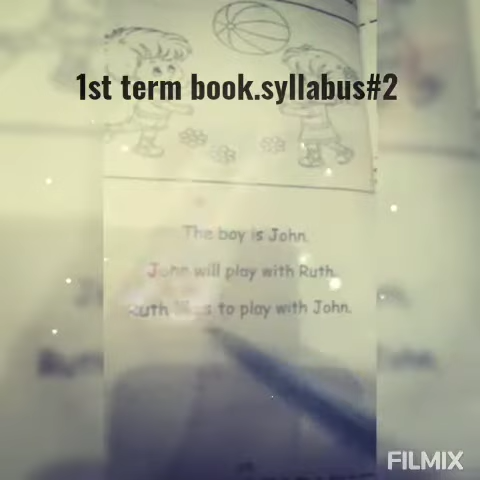 1st term book.syllabus#2
The boy is John.
John will play with Ruth.
Ruth likes to play with John.
FILMIX